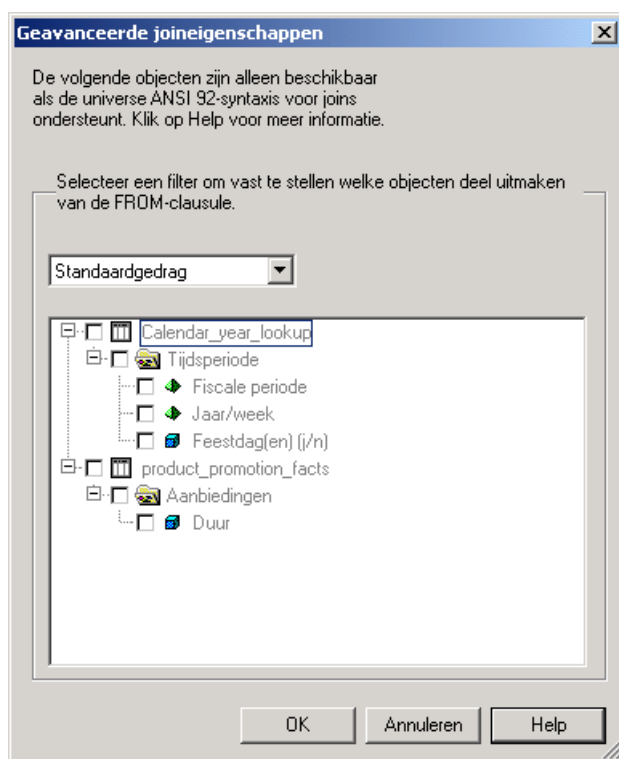 Geavanceerde joineigenschappen
De volgende objecten zijn alleen beschikbaar
als de universe ANSI 92-syntaxis voor joins
ondersteunt. Klik op Help voor meer informatie.
Selecteer een filter om vast te stellen welke objecten deel uitmaken
van de FROM-clausule.
Standaardgedrag
Calendar_year_lookup
Tijdsperiode
Fiscale periode
Jaar/week
Feestdag(en) (j/n)
product_promotion_facts
Aanbiedingen
Duur
OK Annuleren Help